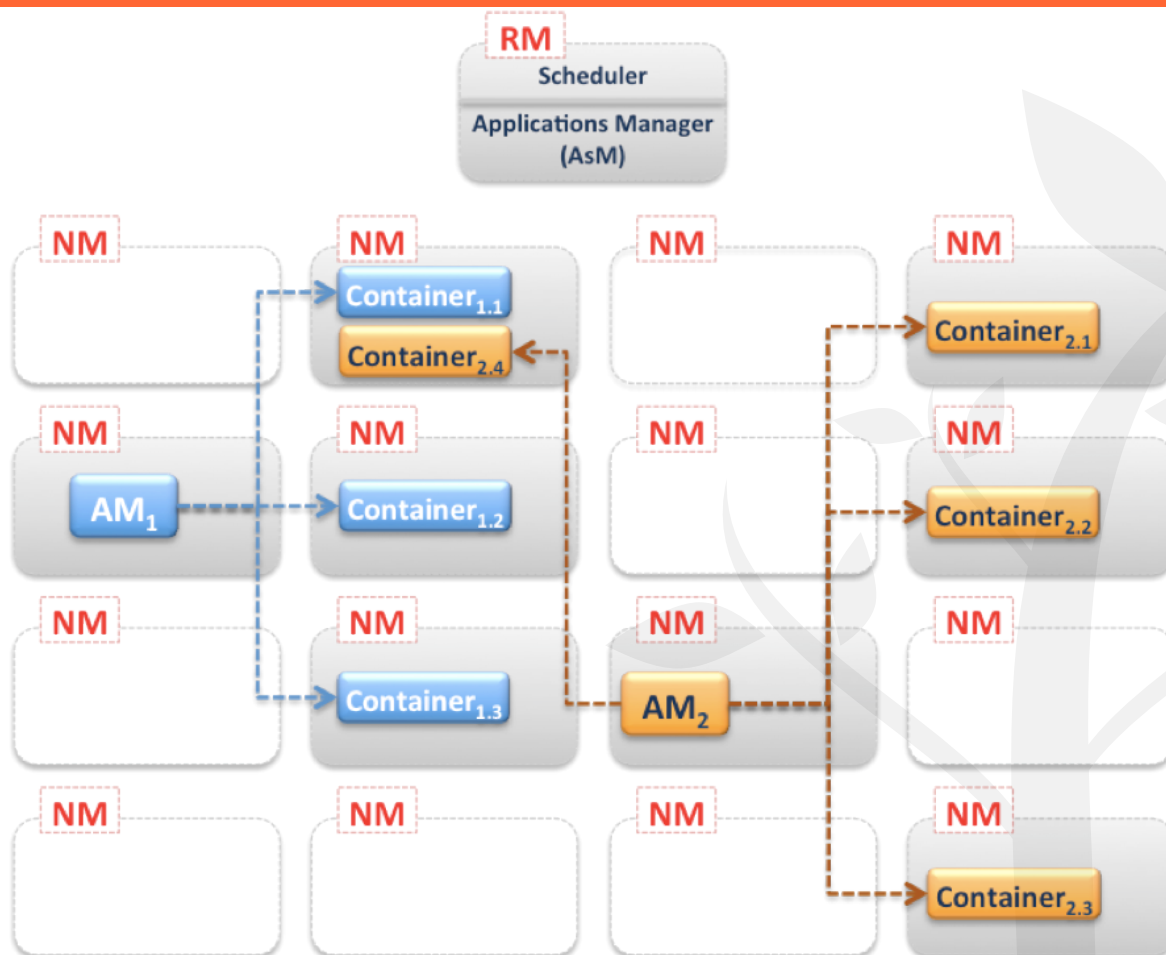 RM
Scheduler
Applications Manager
(AsM)
NM
NM
NM
NM
Container1.1
Container2.4
Container2.1
NM
NM
NM
NM
AM1
Container1.2
Container2.2
NM
NM
NM
NM
Container1.3
AM2
NM
NM
NM
NM
Container2.3